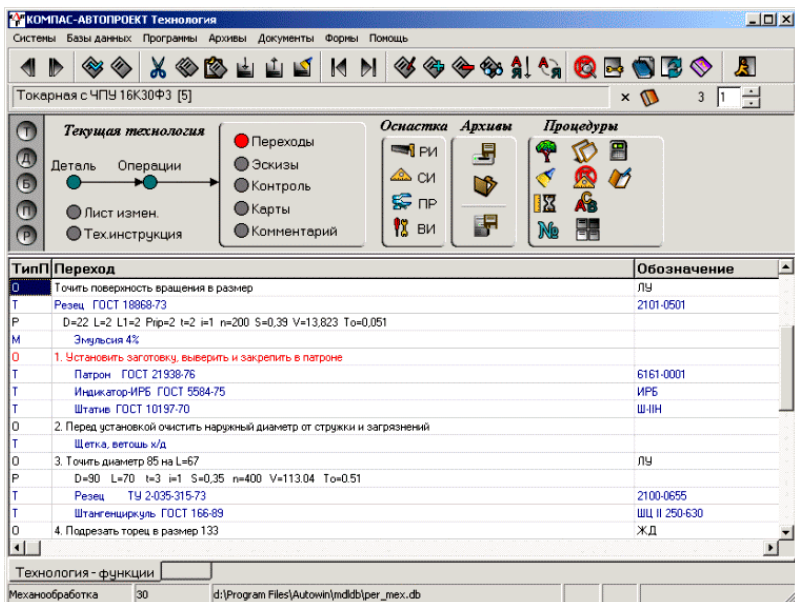 КОМПАС-АВТОПРОЕКТ Технология
Системы Базы данных Программы Архивы Документы Формы Помощь
Токарная с ЧПУ 16К30Ф3 [5] 3 1
Т Текущая технология Переходы Оснастка Архивы Процедуры
Д Деталь Операции Эскизы РИ
Б Контроль СИ
П Лист измен. Карты ПР
Р Тех.инструкция Комментарий ВИ №
ТипП Переход Обозначение
О Точить поверхность вращения в размер ЛУ
Т Резец ГОСТ 18868-73 2101-0501
Р D=22 L=2 L1=2 Prip=2 t=2 i=1 n=200 S=0,39 V=13,823 To=0,051
М Эмульсия 4%
О 1. Установить заготовку, выверить и закрепить в патроне
Т Патрон ГОСТ 21938-76 6161-0001
Т Индикатор-ИРБ ГОСТ 5584-75 ИРБ
Т Штатив ГОСТ 10197-70 Ш-IIН
О 2. Перед установкой очистить наружный диаметр от стружки и загрязнений
Т Щетка, ветошь х/д
О 3. Точить диаметр 85 на L=67 ЛУ
Р D=90 L=70 t=3 i=1 S=0,35 n=400 V=113.04 To=0.51
Т Резец ТУ 2-035-315-73 2100-0655
Т Штангенциркуль ГОСТ 166-89 ШЦ II 250-630
О 4. Подрезать торец в размер 133 ЖД
Технология - функции
Механообработка 30 d:\Program Files\Autowin\mdldb\per_mex.db